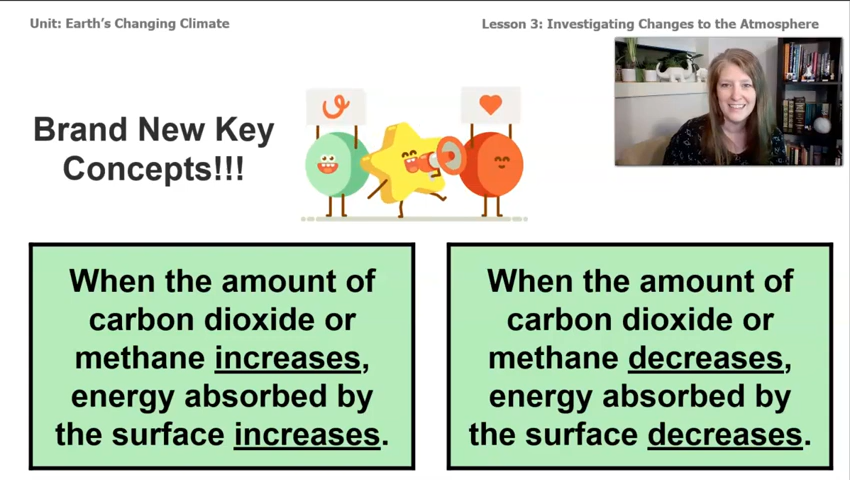 Unit: Earth's Changing Climate
Lesson 3: Investigating Changes to the Atmosphere
Brand New Key
Concepts!!!
When the amount of
carbon dioxide or
methane increases,
energy absorbed by
the surface increases.
When the amount of
carbon dioxide or
methane decreases,
energy absorbed by
the surface decreases.